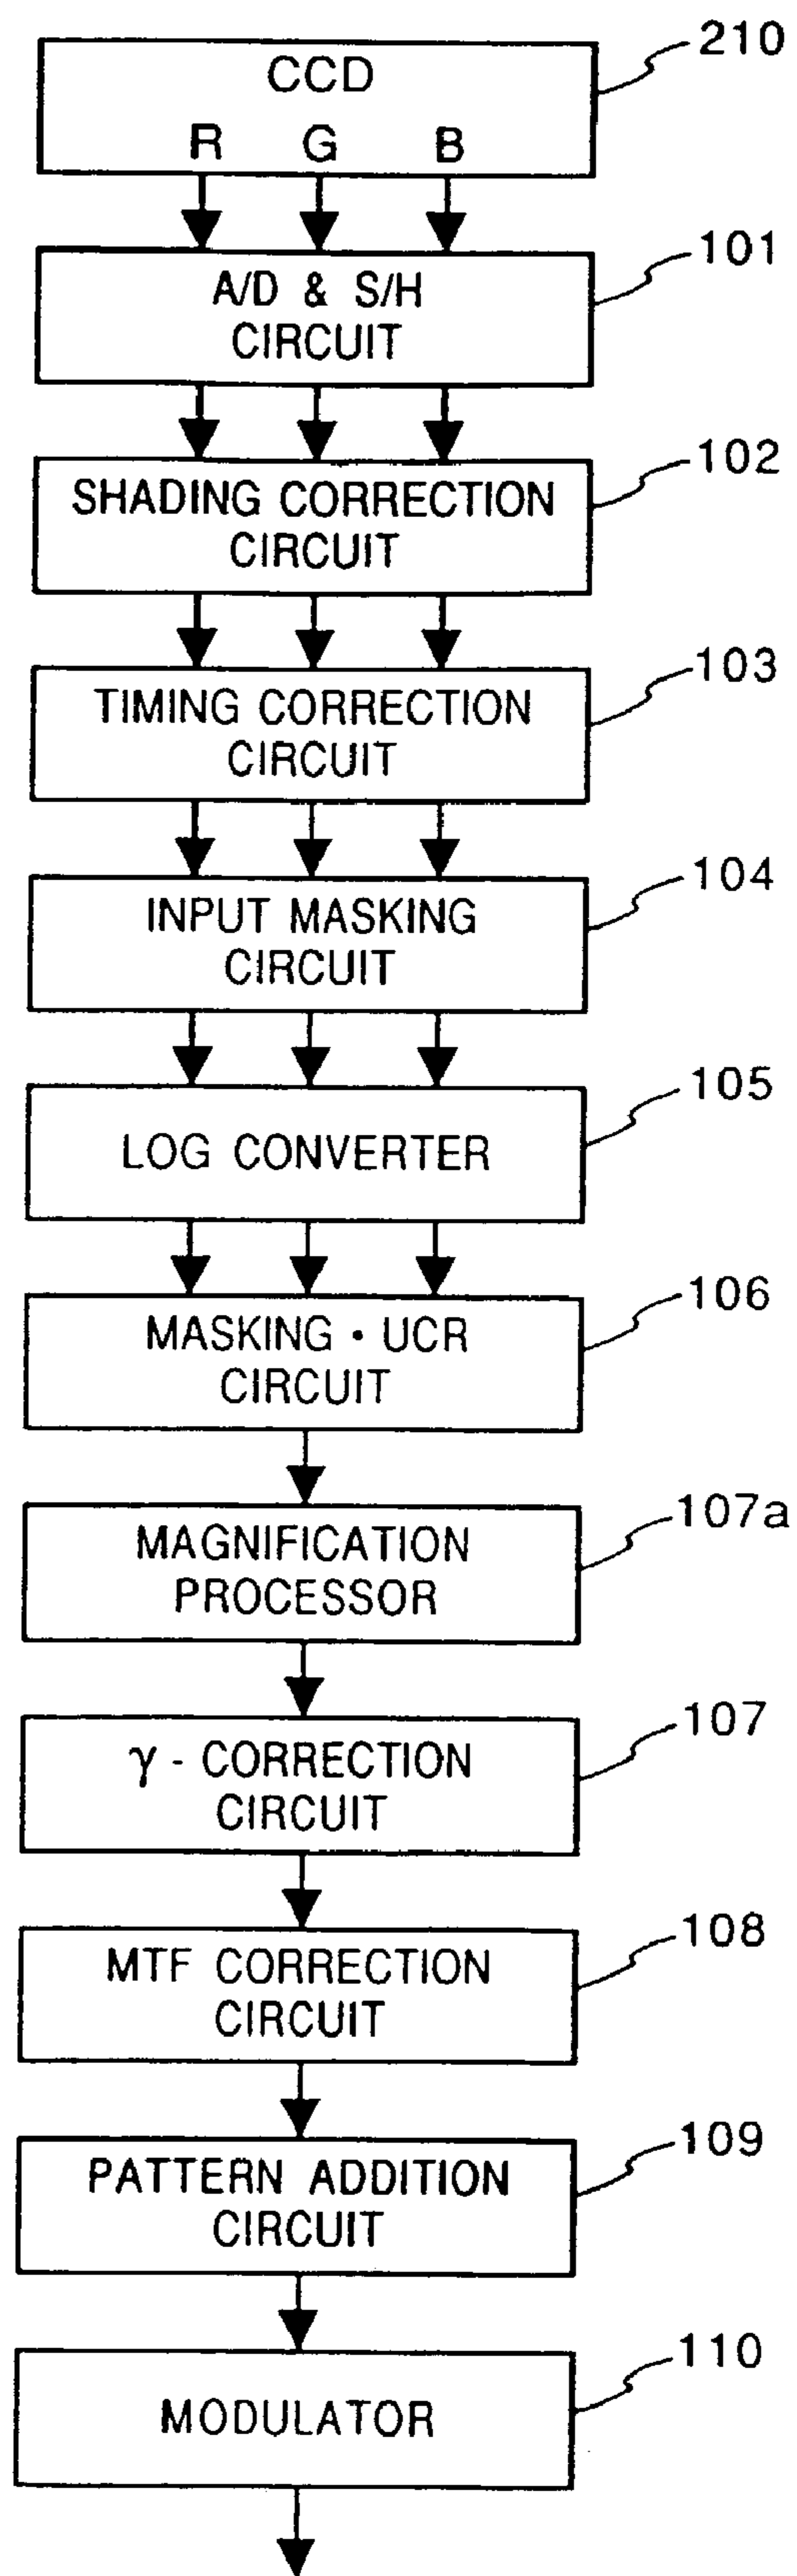 210
CCD
R G B
101
A/D & S/H
CIRCUIT
102
SHADING CORRECTION
CIRCUIT
103
TIMING CORRECTION
CIRCUIT
104
INPUT MASKING
CIRCUIT
105
LOG CONVERTER
106
MASKING • UCR
CIRCUIT
107a
MAGNIFICATION
PROCESSOR
107
γ - CORRECTION
CIRCUIT
108
MTF CORRECTION
CIRCUIT
109
PATTERN ADDITION
CIRCUIT
110
MODULATOR